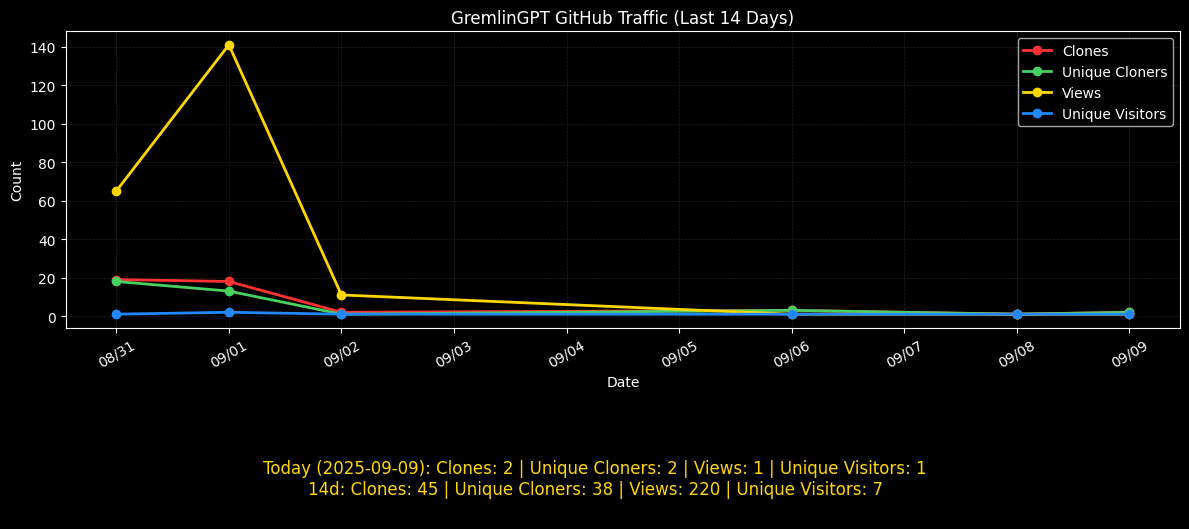 GremlinGPT GitHub Traffic (Last 14 Days)
Clones
Unique Cloners
Views
Unique Visitors
Count
140
120
100
80
60
40
20
0
08/31
09/01
09/02
09/03
09/04
09/05
09/06
09/07
09/08
09/09
Date
Today (2025-09-09): Clones: 2 | Unique Cloners: 2 | Views: 1 | Unique Visitors: 1
14d: Clones: 45 | Unique Cloners: 38 | Views: 220 | Unique Visitors: 7